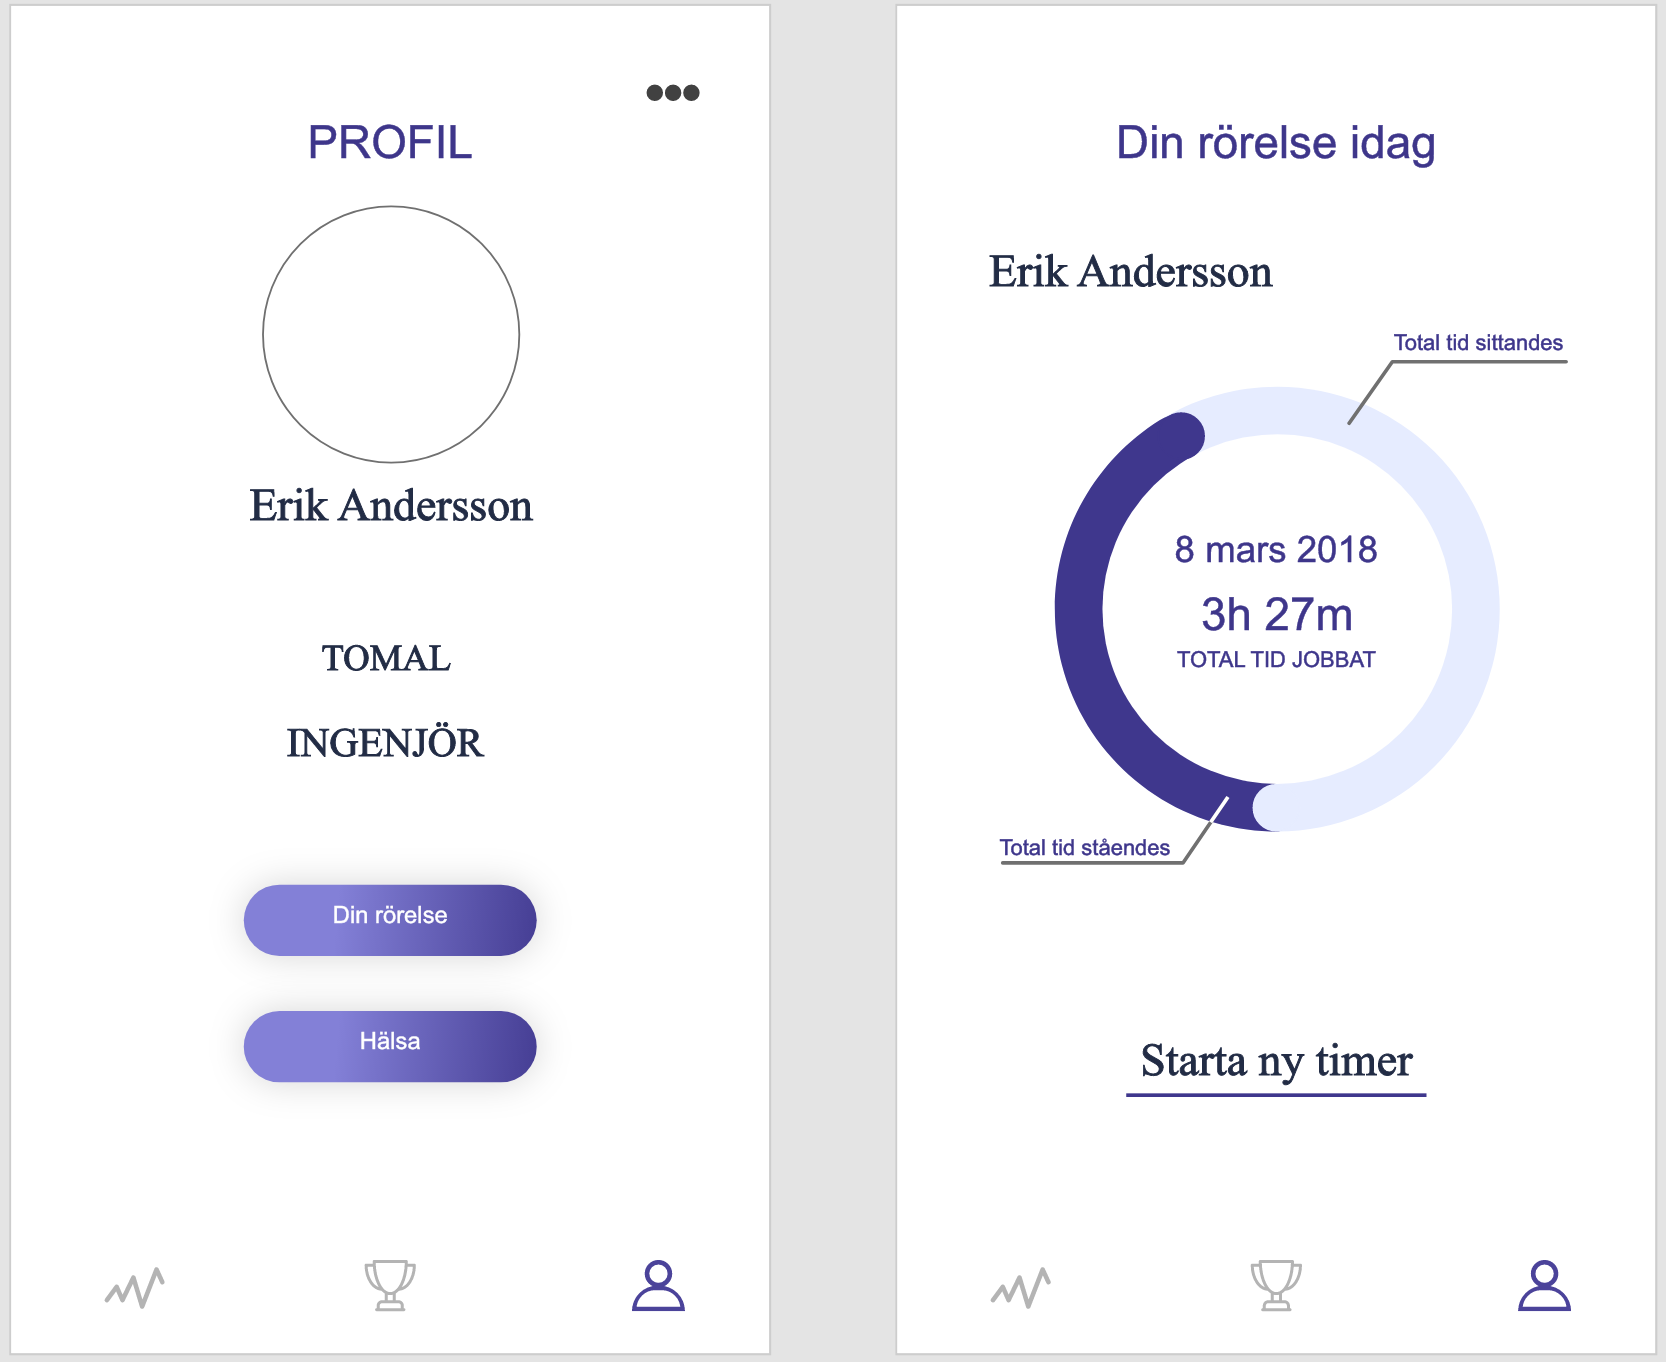 PROFIL
Erik Andersson
TOMAL
INGENJÖR
Din rörelse
Hälsa
Din rörelse idag
Erik Andersson
Total tid sittandes
8 mars 2018
3h 27m
TOTAL TID JOBBAT
Total tid ståendes
Starta ny timer